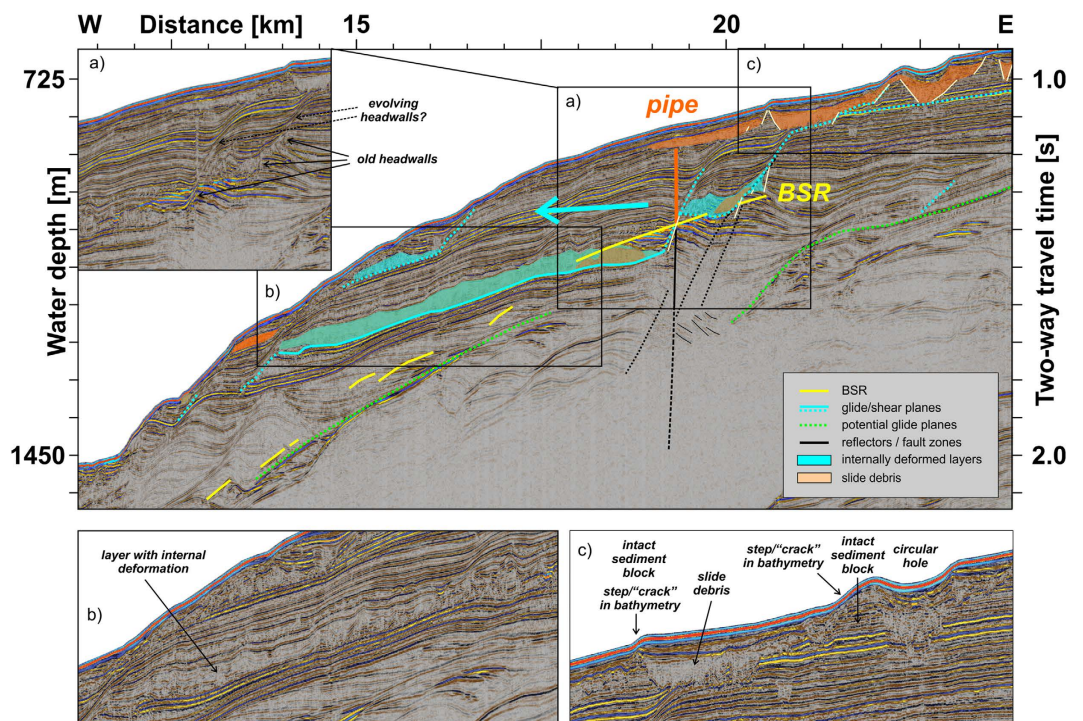 W Distance [km] 15 20 E
725
1450
Water depth [m]
1.0
2.0
Two-way travel time [s]
a)
evolving
headwalls?
old headwalls
a)
pipe
c)
BSR
b)
BSR
glide/shear planes
potential glide planes
reflectors / fault zones
internally deformed layers
slide debris
b)
layer with internal
deformation
c)
intact
sediment
block
step/“crack”
in bathymetry
slide
debris
step/“crack”
in bathymetry
intact
sediment
block
circular
hole